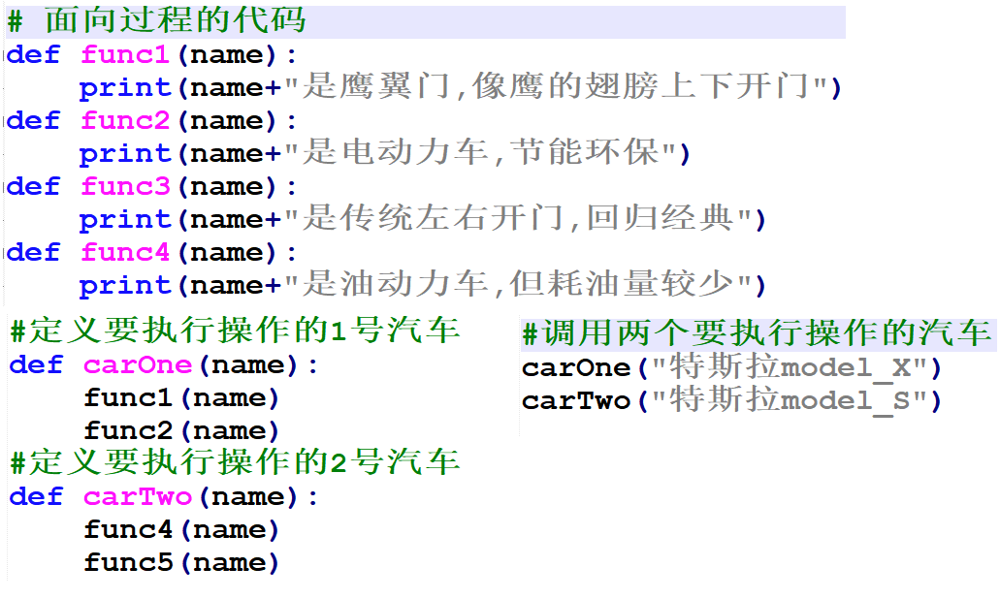 # 面向过程的代码
def func1(name):
    print(name+"是鹰翼门,像鹰的翅膀上下开门")
def func2(name):
    print(name+"是电动力车,节能环保")
def func3(name):
    print(name+"是传统左右开门,回归经典")
def func4(name):
    print(name+"是油动力车,但耗油量较少")
#定义要执行操作的1号汽车
def carOne(name):
    func1(name)
    func2(name)
#定义要执行操作的2号汽车
def carTwo(name):
    func4(name)
    func5(name)
#调用两个要执行操作的汽车
carOne("特斯拉model_X")
carTwo("特斯拉model_S")